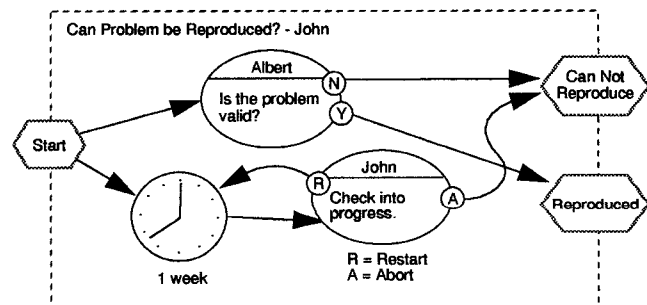 Can Problem be Reproduced? - John
Albert
N
Is the problem
valid?
Y
Can Not
Reproduce
Start
John
R
Check into
progress.
A
Reproduced
1 week
R = Restart
A = Abort